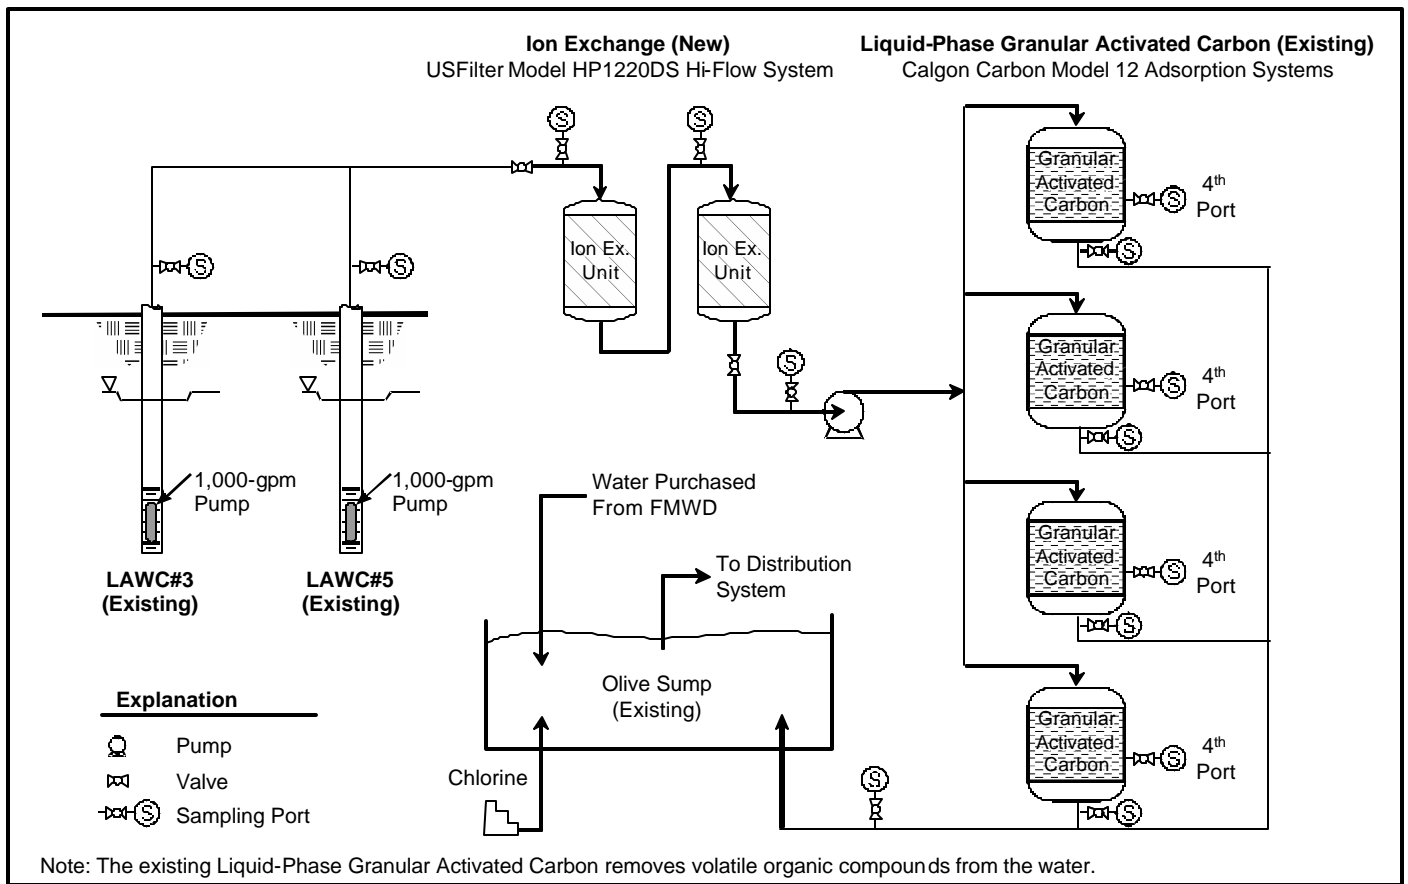 Ion Exchange (New)
USFilter Model HP1220DS Hi-Flow System
Liquid-Phase Granular Activated Carbon (Existing)
Calgon Carbon Model 12 Adsorption Systems
S
S
S
S
Ion Ex.
Unit
Ion Ex.
Unit
S
1,000-gpm
Pump
1,000-gpm
Pump
LAWC#3
(Existing)
LAWC#5
(Existing)
Granular
Activated
Carbon
S
4th
Port
S
Granular
Activated
Carbon
S
4th
Port
S
Granular
Activated
Carbon
S
4th
Port
S
Granular
Activated
Carbon
S
4th
Port
S
Water Purchased
From FMWD
To Distribution
System
Olive Sump
(Existing)
Chlorine
S
Explanation
Pump
Valve
S
Sampling Port
Note: The existing Liquid-Phase Granular Activated Carbon removes volatile organic compounds from the water.